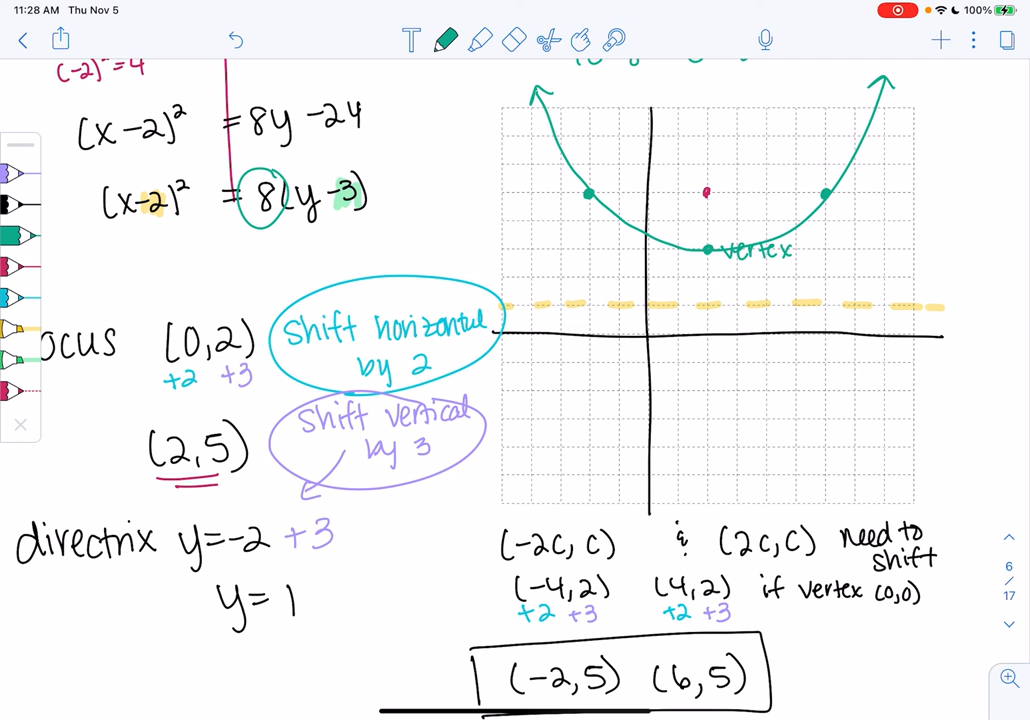 11:28 AM Thu Nov 5
100%
T
(-2)² = 4
(x-2)² = 8y - 24
(x-2)² = 8(y-3)
vertex
ocus (0,2)
+2 +3
shift horizontal
by 2
(2,5)
shift vertical
by 3
directrix y=-2 +3
y= 1
(-2c, c) & (2c, c) need to
shift
(-4,2) (4,2) if vertex (0,0)
+2 +3 +2 +3
(-2,5) (6,5)
6
/
17